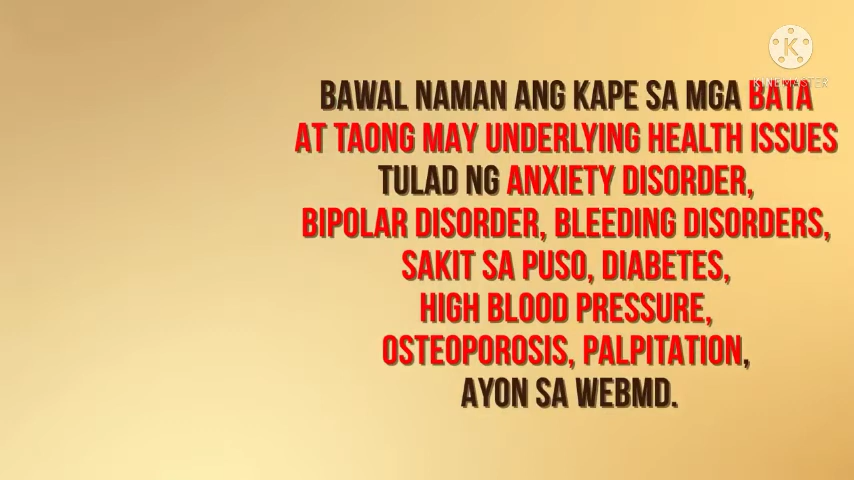 KINEMASTER
BAWAL NAMAN ANG KAPE SA MGA BATA
AT TAONG MAY UNDERLYING HEALTH ISSUES
TULAD NG ANXIETY DISORDER,
BIPOLAR DISORDER, BLEEDING DISORDERS,
SAKIT SA PUSO, DIABETES,
HIGH BLOOD PRESSURE,
OSTEOPOROSIS, PALPITATION,
AYON SA WEBMD.